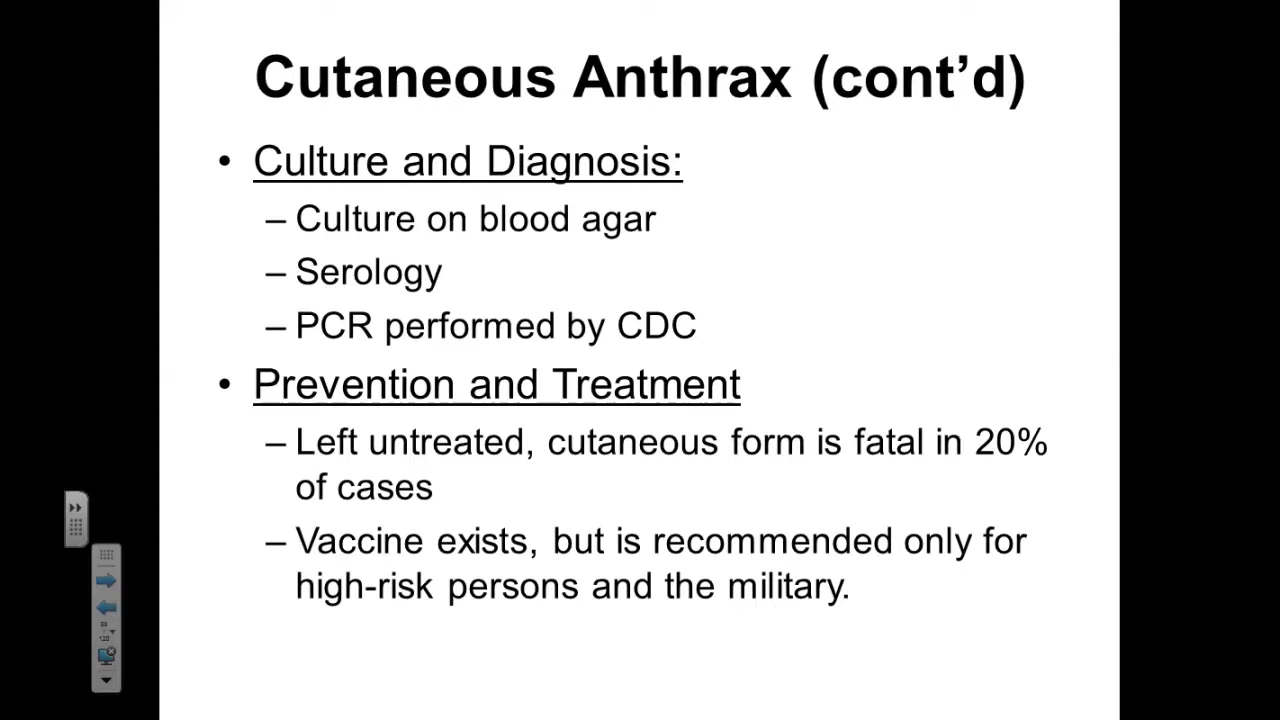 Cutaneous Anthrax (cont’d)
• Culture and Diagnosis:
– Culture on blood agar
– Serology
– PCR performed by CDC
• Prevention and Treatment
– Left untreated, cutaneous form is fatal in 20%
of cases
– Vaccine exists, but is recommended only for
high-risk persons and the military.